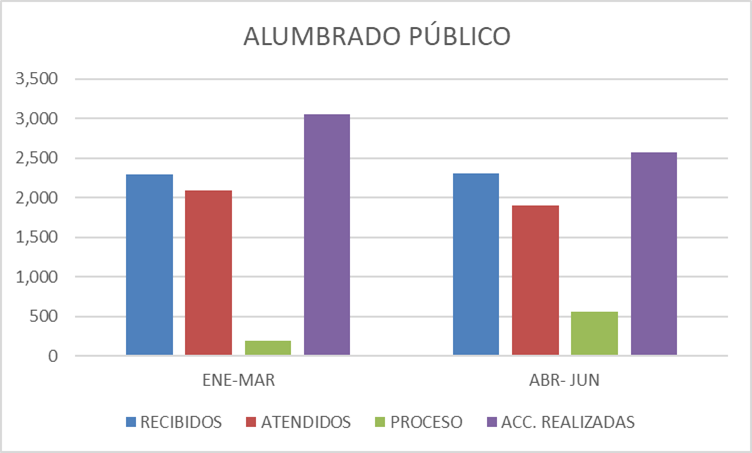 ALUMBRADO PÚBLICO
3,500
3,000
2,500
2,000
1,500
1,000
500
0
ENE-MAR ABR- JUN
RECIBIDOS ATENDIDOS PROCESO ACC. REALIZADAS